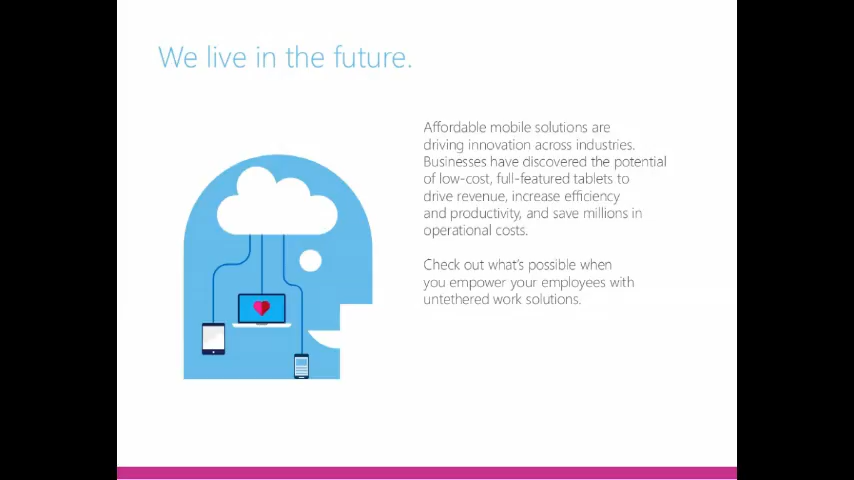 We live in the future.
Affordable mobile solutions are
driving innovation across industries.
Businesses have discovered the potential
of low-cost, full-featured tablets to
drive revenue, increase efficiency
and productivity, and save millions in
operational costs.
Check out what's possible when
you empower your employees with
untethered work solutions.